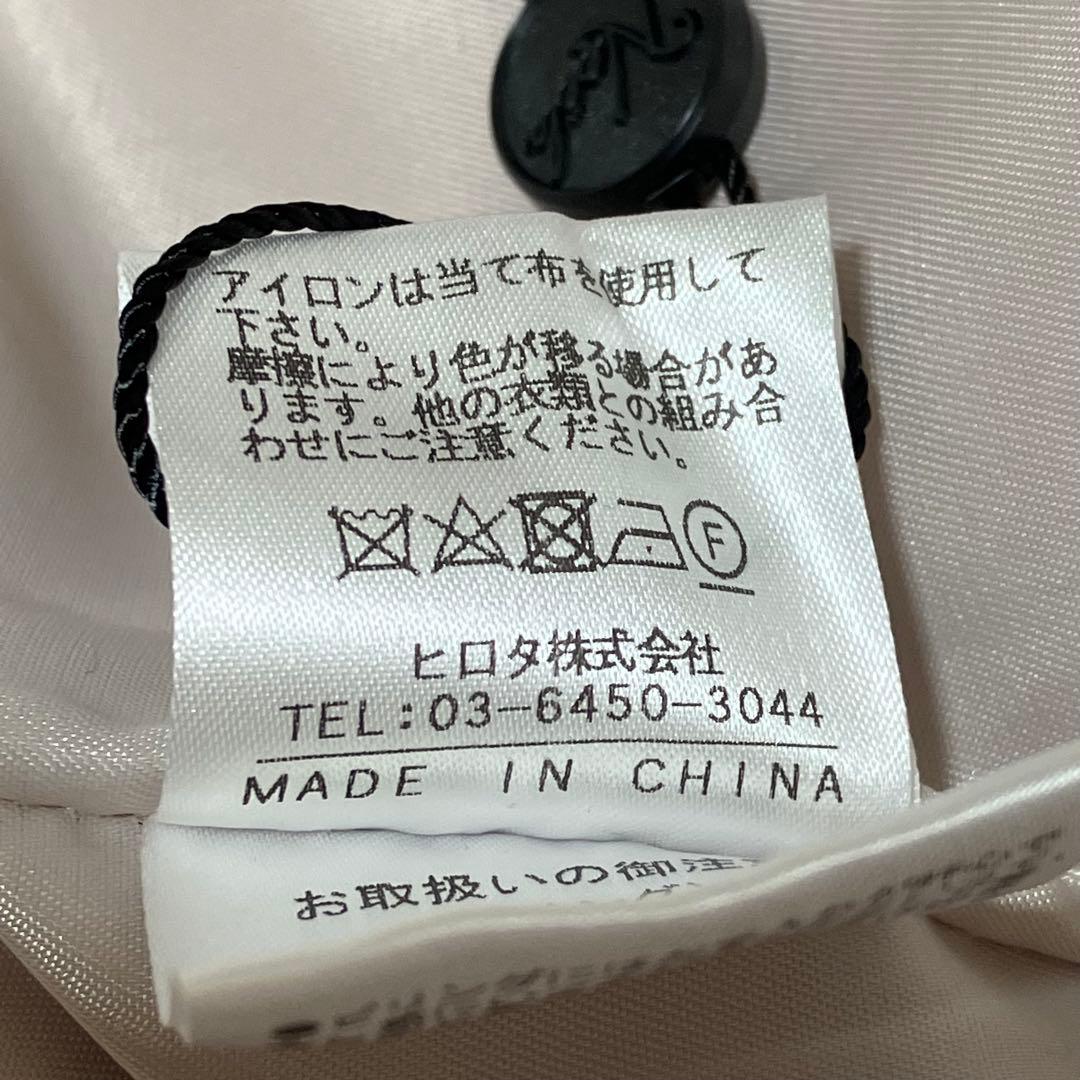 アイロンは当て布を使用して
下さい。
摩擦により色が移る場合があ
ります。他の衣類との組み合
わせにご注意ください。
F
ヒロタ株式会社
TEL:03-6450-3044
MADE IN CHINA
お取扱いの御注